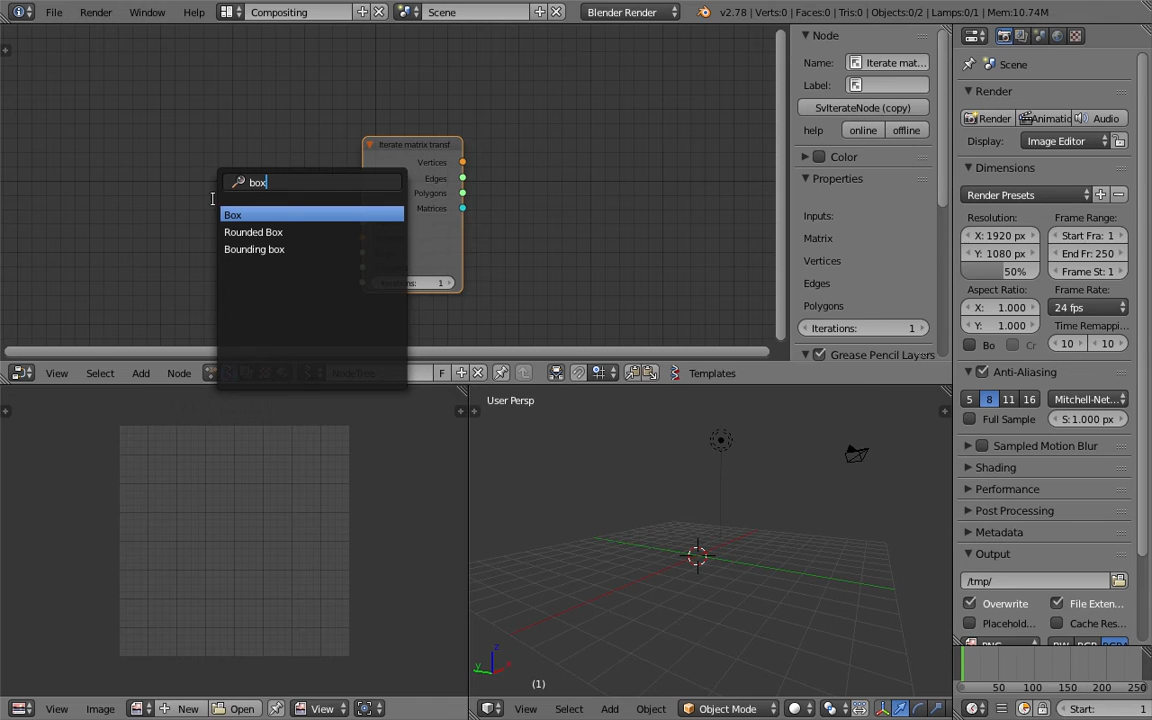 File Render Window Help Compositing Scene Blender Render v2.78 | Verts:0 | Faces:0 | Tris:0 | Objects:0/2 | Lamps:0/1 | Mem:10.74M
Node
Name: Iterate mat...
Label:
SvIterateNode (copy)
help online offline
Color
Properties
Inputs:
Matrix
Vertices
Edges
Polygons
Iterations: 1
Grease Pencil Layers
Iterate matrix transf
Vertices
Edges
Polygons
Matrices
1
box
Box
Rounded Box
Bounding box
View Select Add Node NodeTree F Templates
User Persp
(1)
View Image New Open View
View Select Add Object Object Mode
Scene
Render
Render Animatic Audio
Display: Image Editor
Dimensions
Render Presets
Resolution: Frame Range:
X: 1920 px Start Fra: 1
Y: 1080 px End Fr: 250
50% Frame St: 1
Aspect Ratio: Frame Rate:
X: 1.000 24 fps
Y: 1.000 Time Remappi...
Bo Cr 10 10
Anti-Aliasing
5 8 11 16 Mitchell-Net...
Full Sample S: 1.000 px
Sampled Motion Blur
Shading
Performance
Post Processing
Metadata
Output
/tmp/
Overwrite File Exten...
Placehold... Cache Res...
PNG BW RGB RGBA
50 100 150 200 250
Start: 1
z
y